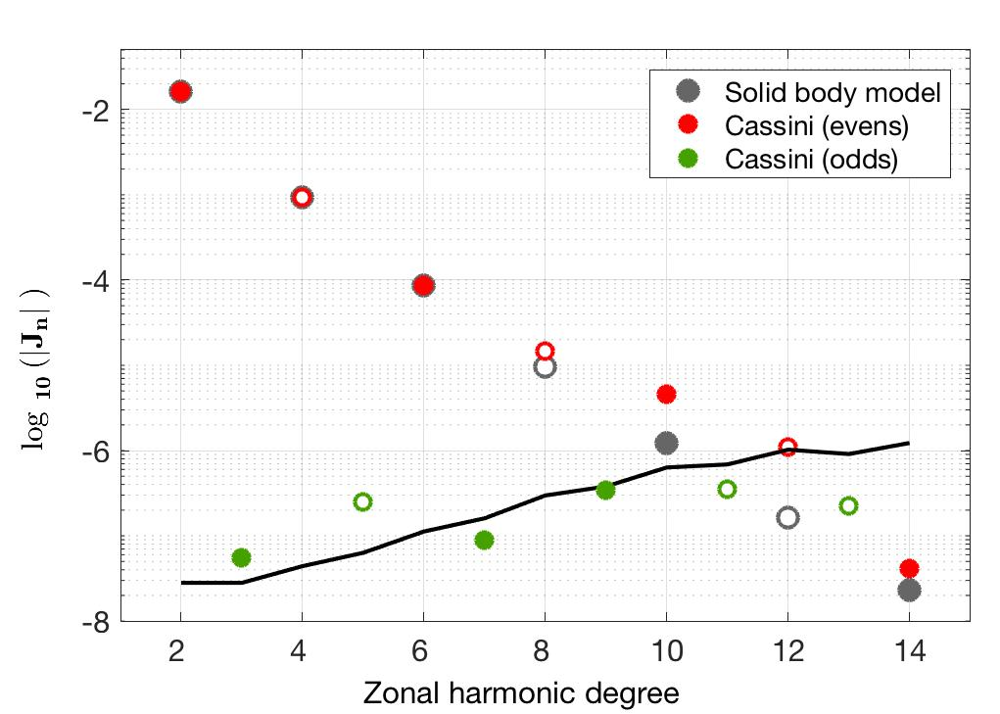 Solid body model
Cassini (evens)
Cassini (odds)
-2
-4
-6
-8
log 10 (|Jn| )
2 4 6 8 10 12 14
Zonal harmonic degree